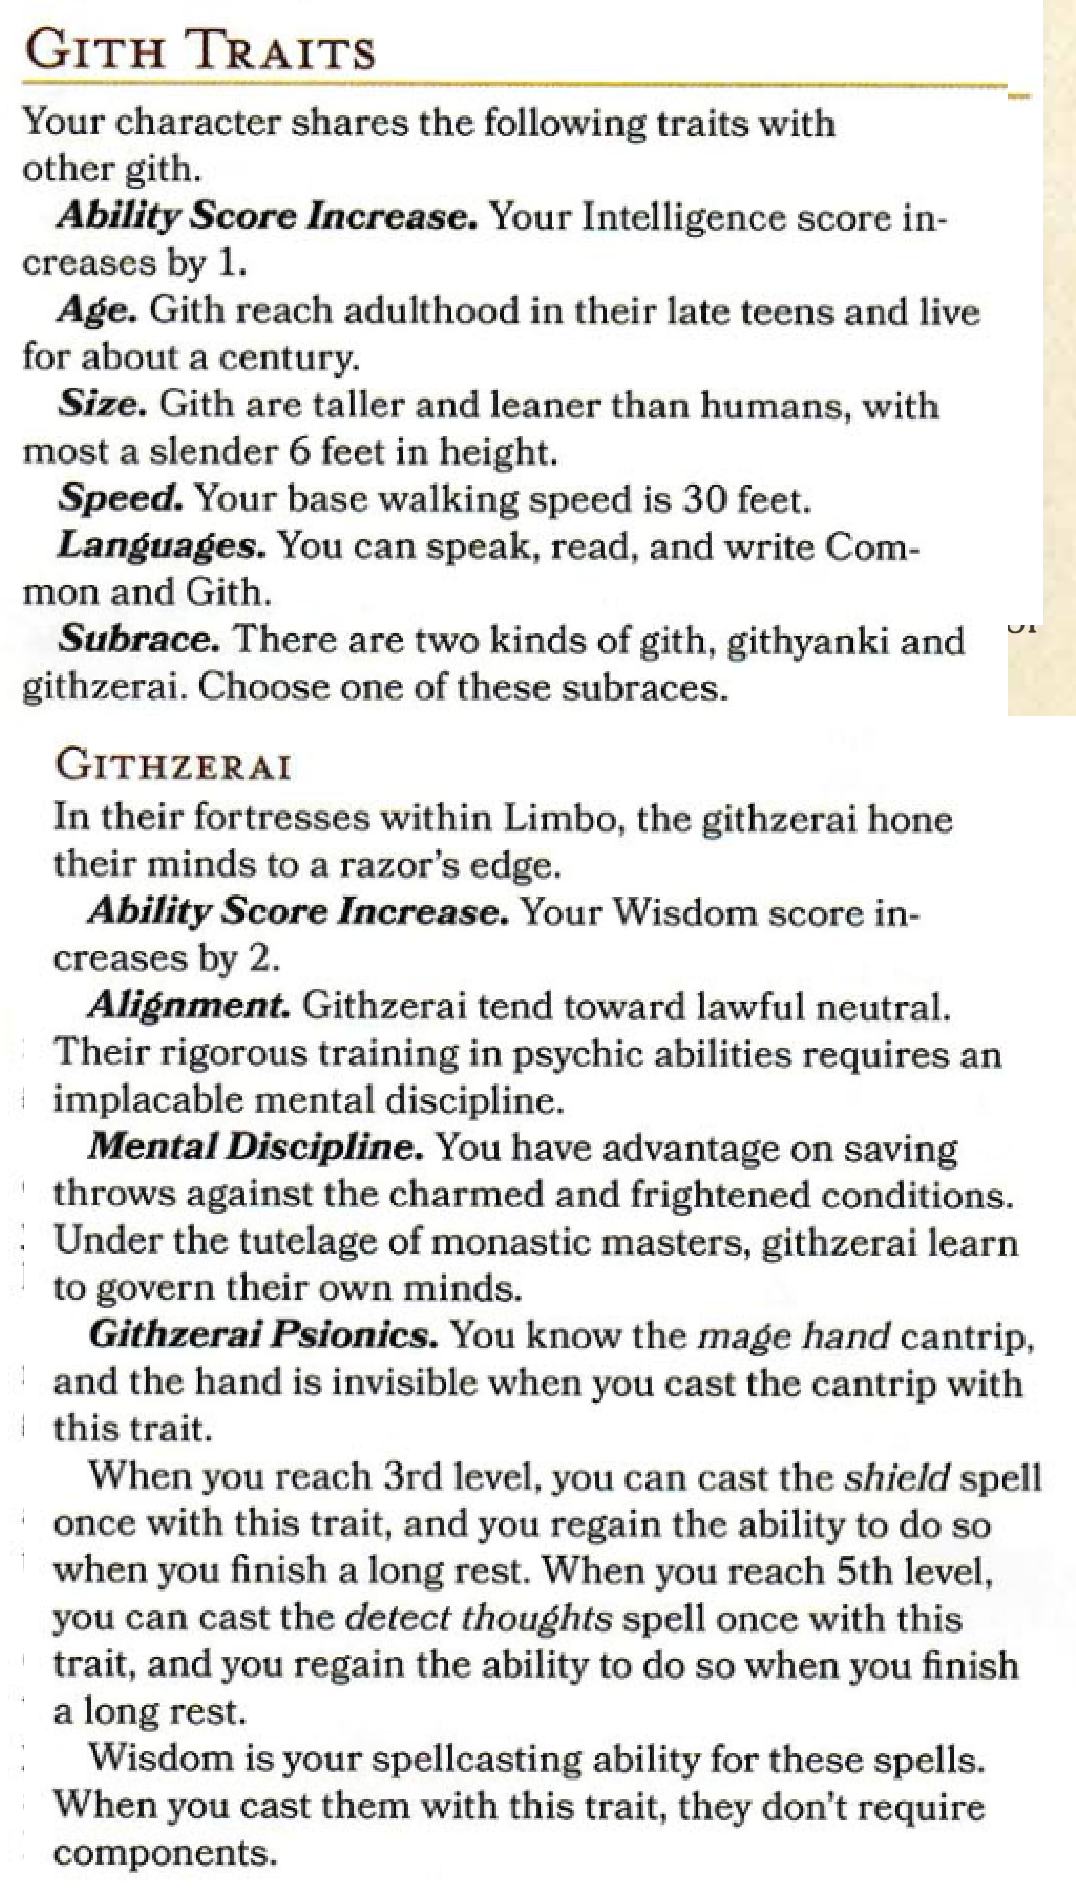 GITH TRAITS
Your character shares the following traits with
other gith.
Ability Score Increase. Your Intelligence score in-
creases by 1.
Age. Gith reach adulthood in their late teens and live
for about a century.
Size. Gith are taller and leaner than humans, with
most a slender 6 feet in height.
Speed. Your base walking speed is 30 feet.
Languages. You can speak, read, and write Com-
mon and Gith.
Subrace. There are two kinds of gith, githyanki and
githzerai. Choose one of these subraces.
GITHZERAI
In their fortresses within Limbo, the githzerai hone
their minds to a razor's edge.
Ability Score Increase. Your Wisdom score in-
creases by 2.
Alignment. Githzerai tend toward lawful neutral.
Their rigorous training in psychic abilities requires an
implacable mental discipline.
Mental Discipline. You have advantage on saving
throws against the charmed and frightened conditions.
Under the tutelage of monastic masters, githzerai learn
to govern their own minds.
Githzerai Psionics. You know the mage hand cantrip,
and the hand is invisible when you cast the cantrip with
this trait.
When you reach 3rd level, you can cast the shield spell
once with this trait, and you regain the ability to do so
when you finish a long rest. When you reach 5th level,
you can cast the detect thoughts spell once with this
trait, and you regain the ability to do so when you finish
a long rest.
Wisdom is your spellcasting ability for these spells.
When you cast them with this trait, they don't require
components.